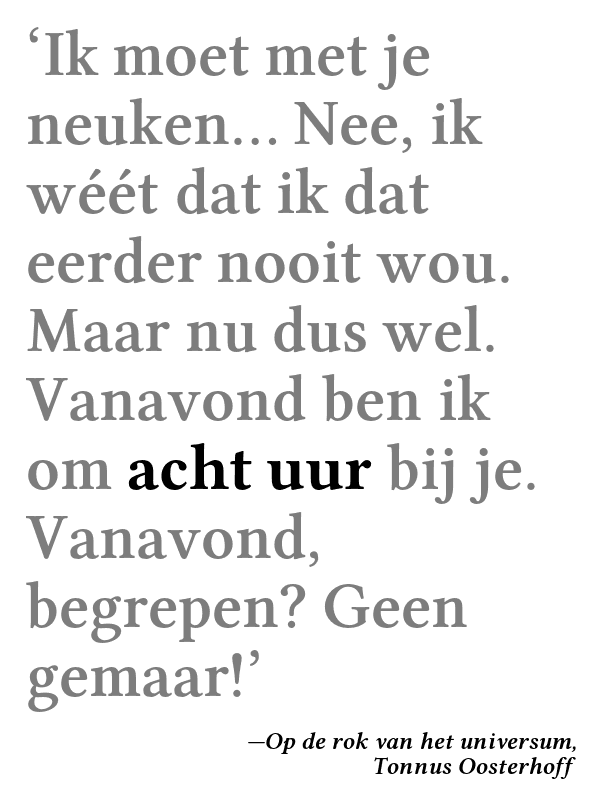 ‘Ik moet met je
neuken… Nee, ik
wéét dat ik dat
eerder nooit wou.
Maar nu dus wel.
Vanavond ben ik
om acht uur bij je.
Vanavond,
begrepen? Geen
gemaar!’
—Op de rok van het universum,
Tonnus Oosterhoff